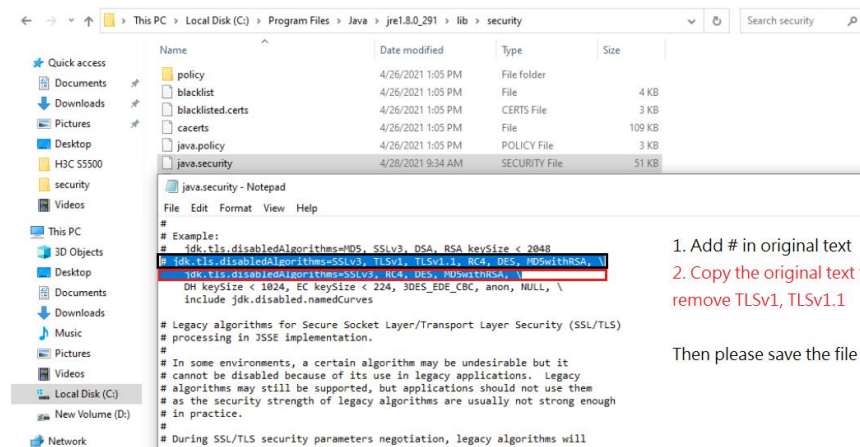 This PC > Local Disk (C:) > Program Files > Java > jre1.8.0_291 > lib > security
Search security
Name Date modified Type Size
Quick access
Documents
Downloads
Pictures
Desktop
H3C S5500
security
Videos
This PC
3D Objects
Desktop
Documents
Downloads
Music
Pictures
Videos
Local Disk (C:)
New Volume (D:)
Network
policy 4/26/2021 1:05 PM File folder
blacklist 4/26/2021 1:05 PM File 4 KB
blacklisted.certs 4/26/2021 1:05 PM CERTS File 3 KB
cacerts 4/26/2021 1:05 PM File 109 KB
java.policy 4/26/2021 1:05 PM POLICY File 3 KB
java.security 4/28/2021 9:34 AM SECURITY File 51 KB
java.security - Notepad
File Edit Format View Help
#
# Example:
#   jdk.tls.disabledAlgorithms=MD5, SSLv3, DSA, RSA keySize < 2048
# jdk.tls.disabledAlgorithms=SSLv3, TLSv1, TLSv1.1, RC4, DES, MD5withRSA, \
jdk.tls.disabledAlgorithms=SSLv3, RC4, DES, MD5withRSA, \
DH keySize < 1024, EC keySize < 224, 3DES_EDE_CBC, anon, NULL, \
include jdk.disabled.namedCurves
# Legacy algorithms for Secure Socket Layer/Transport Layer Security (SSL/TLS)
# processing in JSSE implementation.
#
# In some environments, a certain algorithm may be undesirable but it
# cannot be disabled because of its use in legacy applications.  Legacy
# algorithms may still be supported, but applications should not use them
# as the security strength of legacy algorithms are usually not strong enough
# in practice.
#
# During SSL/TLS security parameters negotiation, legacy algorithms will
1. Add # in original text
2. Copy the original text
remove TLSv1, TLSv1.1
Then please save the file